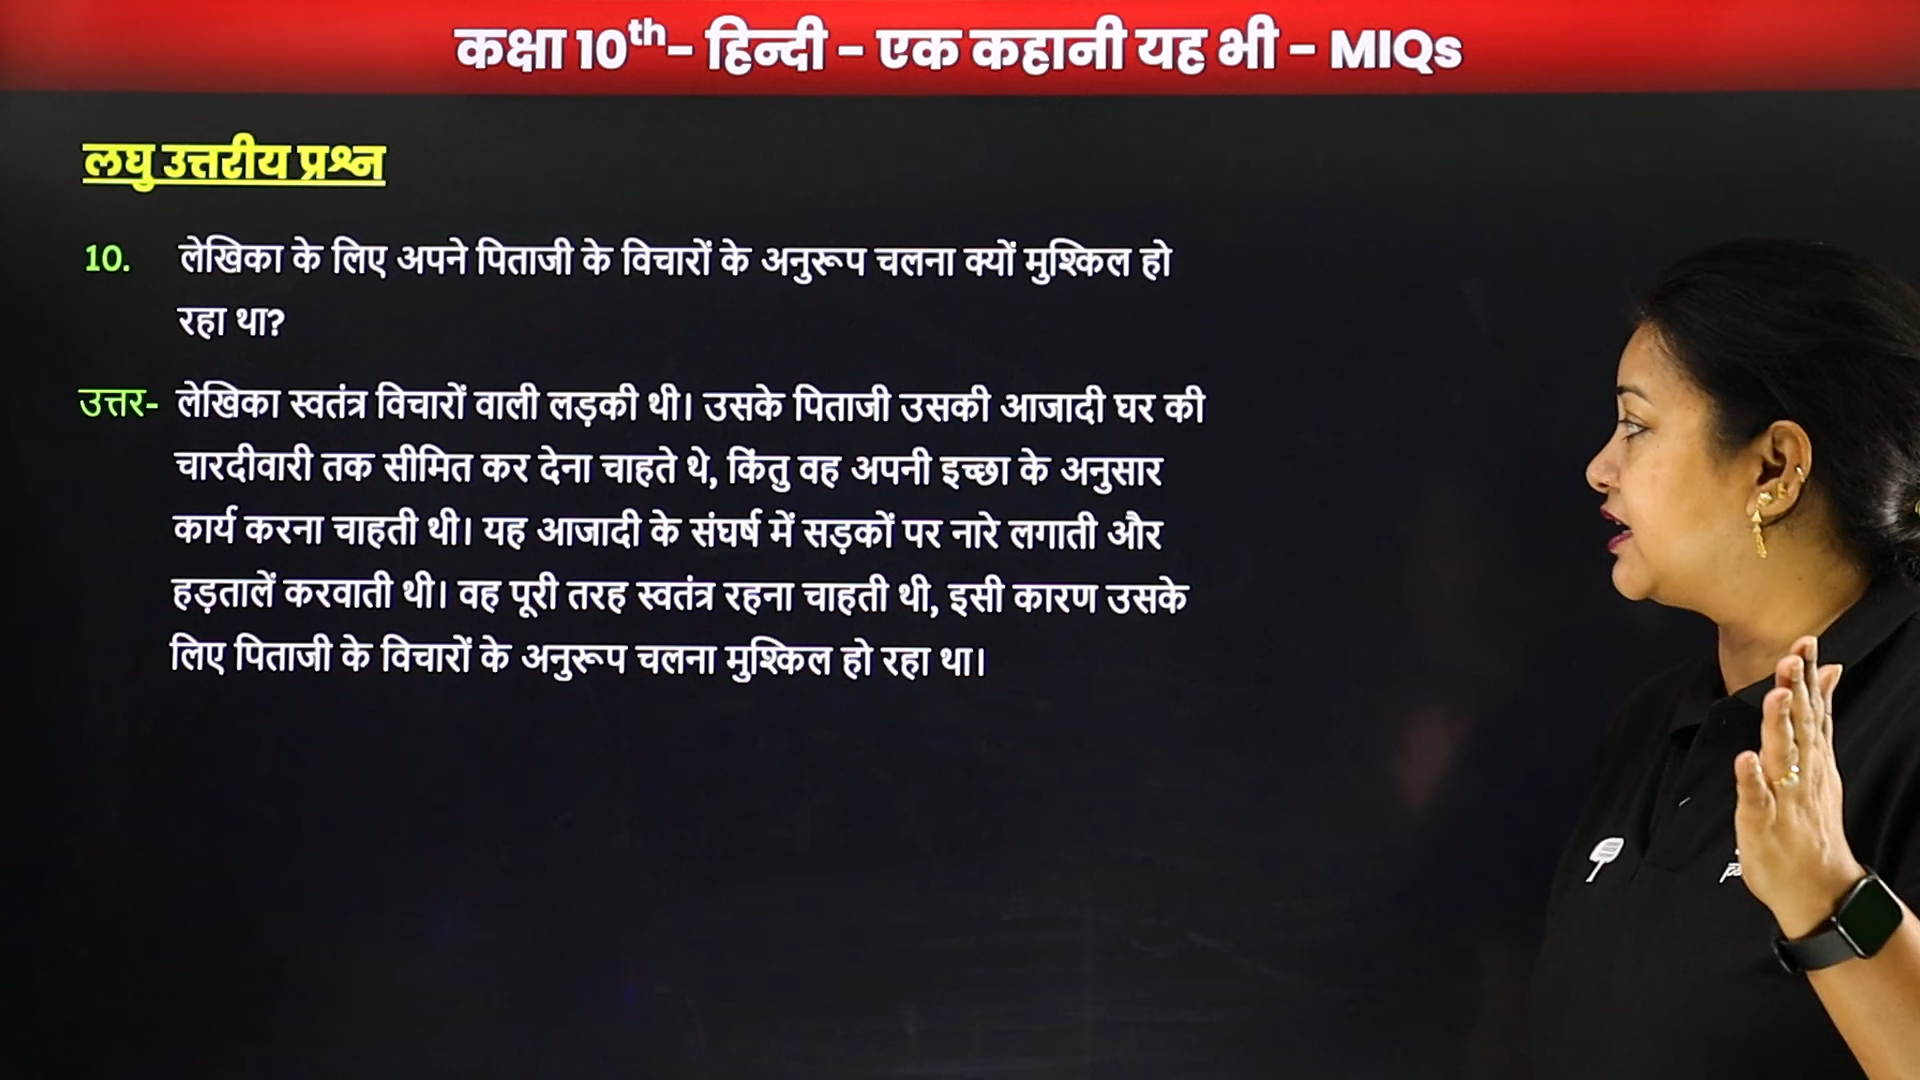 कक्षा 10th- हिन्दी - एक कहानी यह भी - MIQs
लघु उत्तरीय प्रश्न
10. लेखिका के लिए अपने पिताजी के विचारों के अनुरूप चलना क्यों मुश्किल हो
रहा था?
उत्तर- लेखिका स्वतंत्र विचारों वाली लड़की थी। उसके पिताजी उसकी आजादी घर की
चारदीवारी तक सीमित कर देना चाहते थे, किंतु वह अपनी इच्छा के अनुसार
कार्य करना चाहती थी। यह आजादी के संघर्ष में सड़कों पर नारे लगाती और
हड़तालें करवाती थी। वह पूरी तरह स्वतंत्र रहना चाहती थी, इसी कारण उसके
लिए पिताजी के विचारों के अनुरूप चलना मुश्किल हो रहा था।